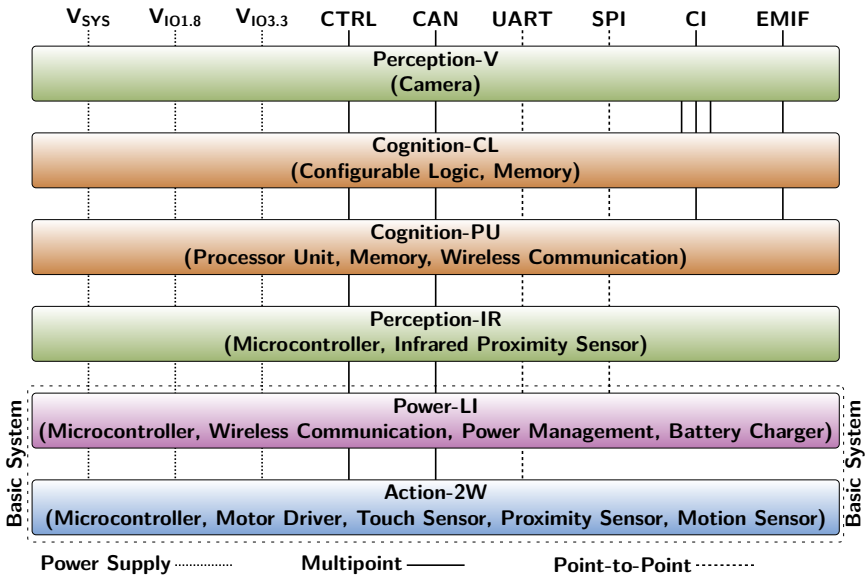 VSYS VIO1.8 VIO3.3 CTRL CAN UART SPI CI EMIF
Perception-V
(Camera)
Cognition-CL
(Configurable Logic, Memory)
Cognition-PU
(Processor Unit, Memory, Wireless Communication)
Perception-IR
(Microcontroller, Infrared Proximity Sensor)
Basic System
Power-LI
(Microcontroller, Wireless Communication, Power Management, Battery Charger)
Action-2W
(Microcontroller, Motor Driver, Touch Sensor, Proximity Sensor, Motion Sensor)
Basic System
Power Supply Multipoint Point-to-Point